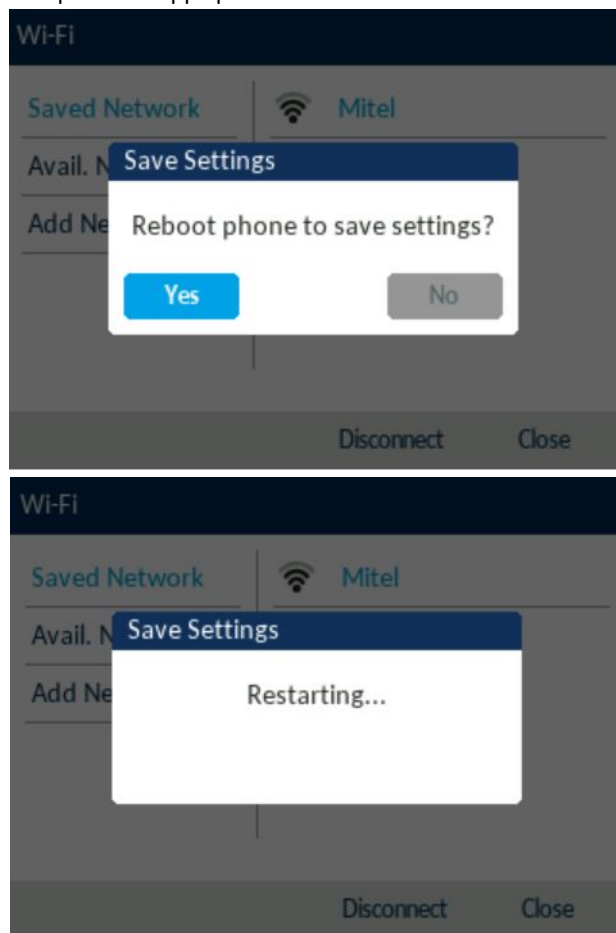 Wi-Fi
Saved Network Mitel
Avail. N
Save Settings
Add Ne
Reboot phone to save settings?
Yes No
Disconnect Close
Wi-Fi
Saved Network Mitel
Avail. N
Save Settings
Add Ne
Restarting...
Disconnect Close